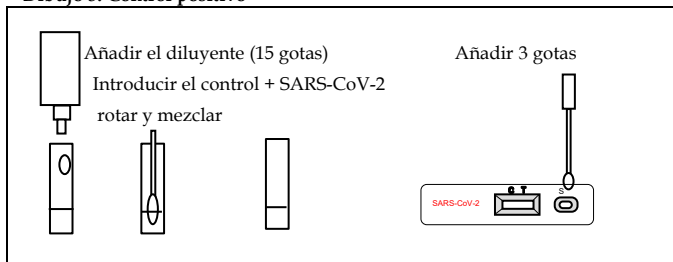 Dibujo 3: Control positivo
Añadir el diluyente (15 gotas)
Añadir 3 gotas
Introducir el control + SARS-CoV-2
rotar y mezclar
C T
S
SARS-CoV-2